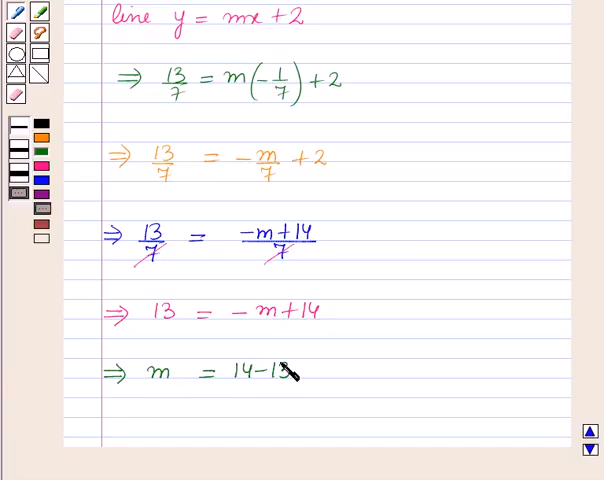 line y = mx + 2
⇒ 13/7 = m(-1/7) + 2
⇒ 13/7 = -m/7 + 2
⇒ 13/7 = -m+14/7
⇒ 13 = -m+14
⇒ m = 14-13